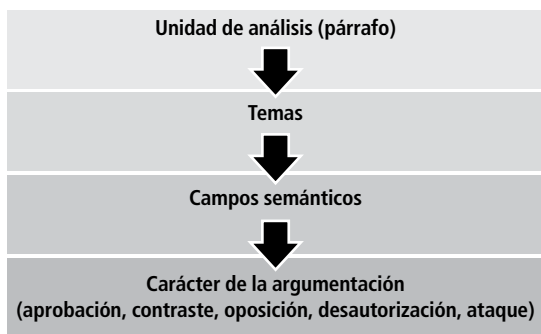 Unidad de análisis (párrafo)
Temas
Campos semánticos
Carácter de la argumentación
(aprobación, contraste, oposición, desautorización, ataque)